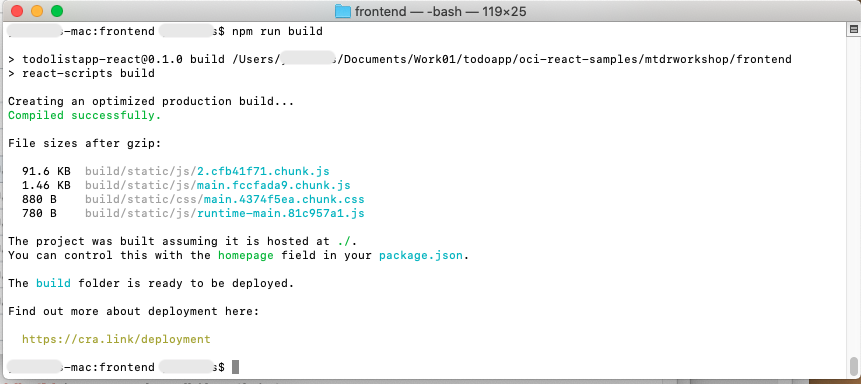 frontend — -bash — 119×25
s-mac:frontend s$ npm run build
> todolistapp-react@0.1.0 build /Users/ /Documents/Work01/todoapp/oci-react-samples/mtdrworkshop/frontend
> react-scripts build
Creating an optimized production build...
Compiled successfully.
File sizes after gzip:
91.6 KB build/static/js/2.cfb41f71.chunk.js
1.46 KB build/static/js/main.fccfada9.chunk.js
880 B build/static/css/main.4374f5ea.chunk.css
780 B build/static/js/runtime-main.81c957a1.js
The project was built assuming it is hosted at ./.
You can control this with the homepage field in your package.json.
The build folder is ready to be deployed.
Find out more about deployment here:
https://cra.link/deployment
s-mac:frontend s$